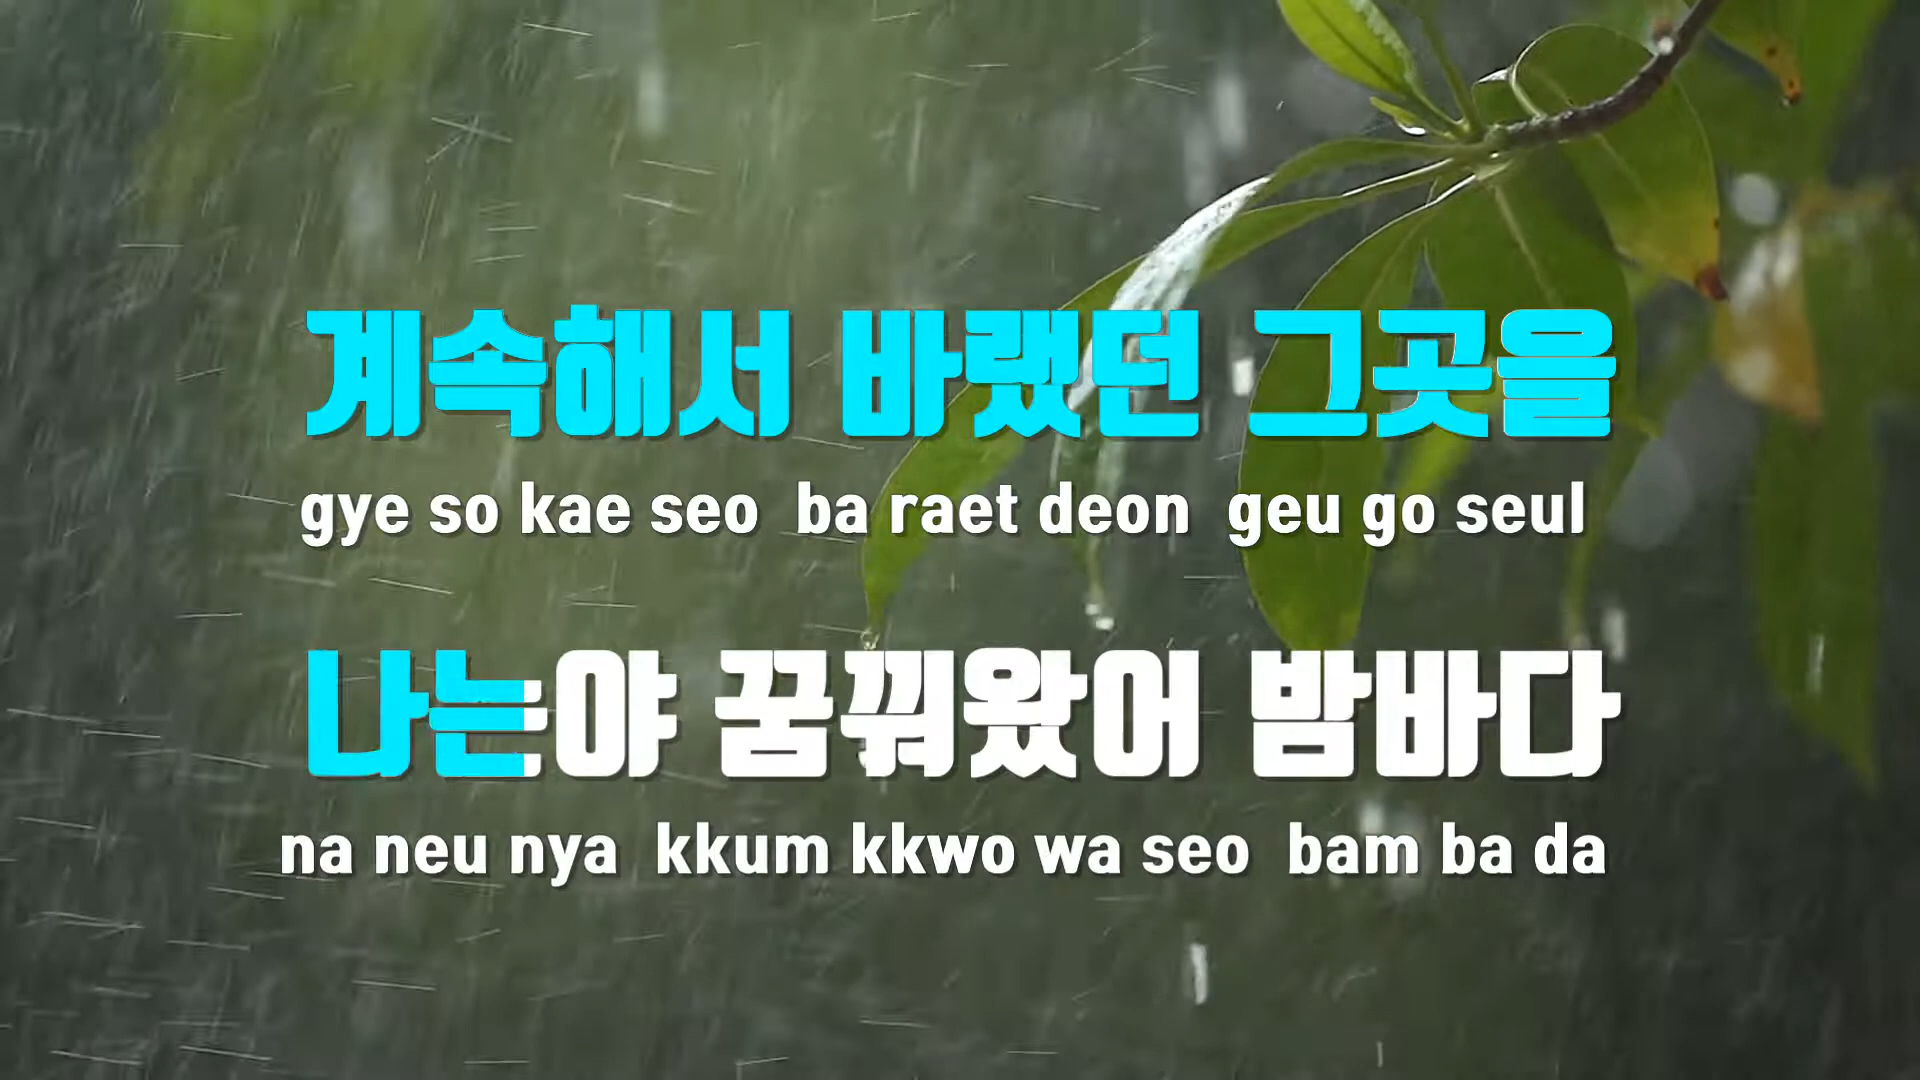 계속해서 바랬던 그곳을
gye so kae seo ba raet deon geu go seul
나는야 꿈꿔왔어 밤바다
na neu nya kkum kkwo wa seo bam ba da